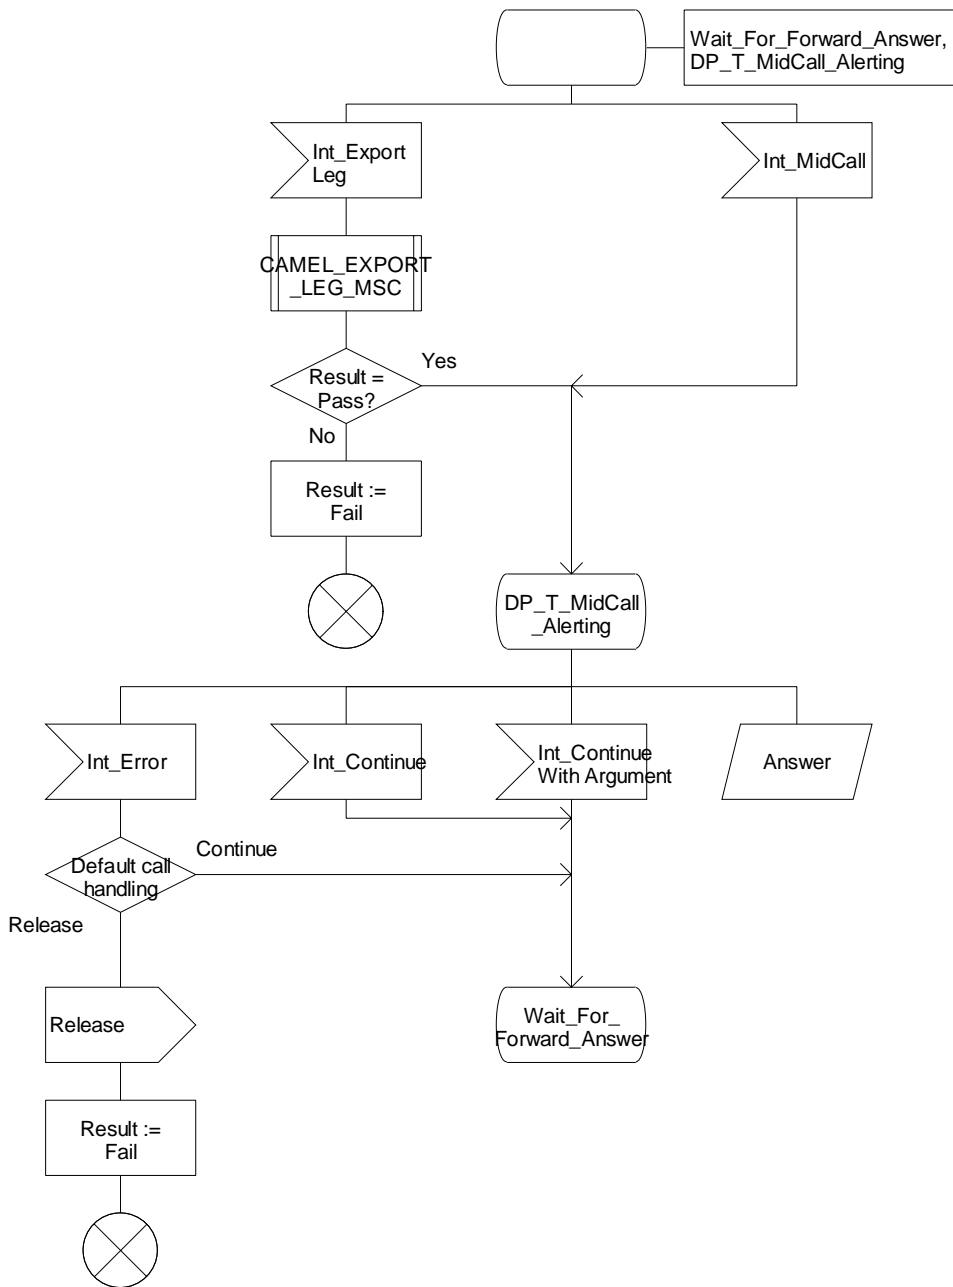 Wait_For_Forward_Answer,
DP_T_MidCall_Alerting
Int_Export
Leg
Int_MidCall
CAMEL_EXPORT
_LEG_MSC
Yes
Result =
Pass?
No
Result :=
Fail
DP_T_MidCall
_Alerting
Int_Error
Int_Continue
Int_Continue
With Argument
Answer
Continue
Default call
handling
Release
Release
Wait_For_
Forward_Answer
Result :=
Fail